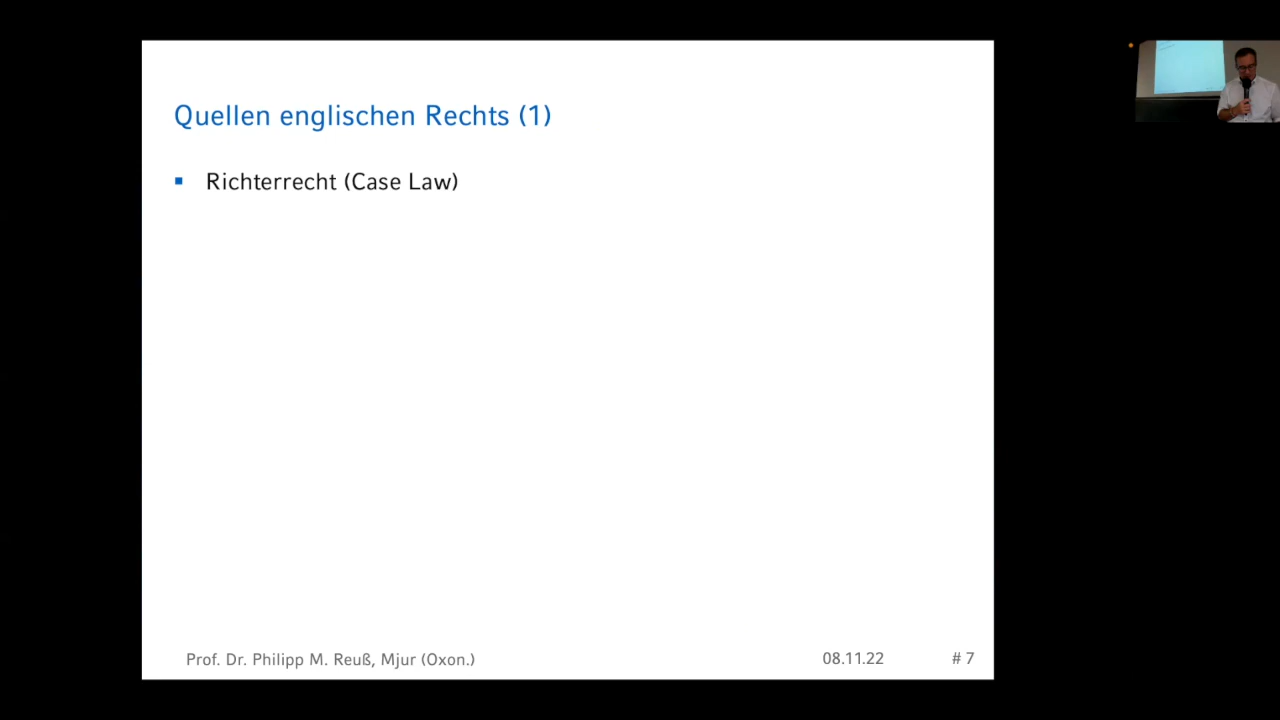 Quellen englischen Rechts (1)
Richterrecht (Case Law)
Prof. Dr. Philipp M. Reuß, Mjur (Oxon.)
08.11.22
# 7